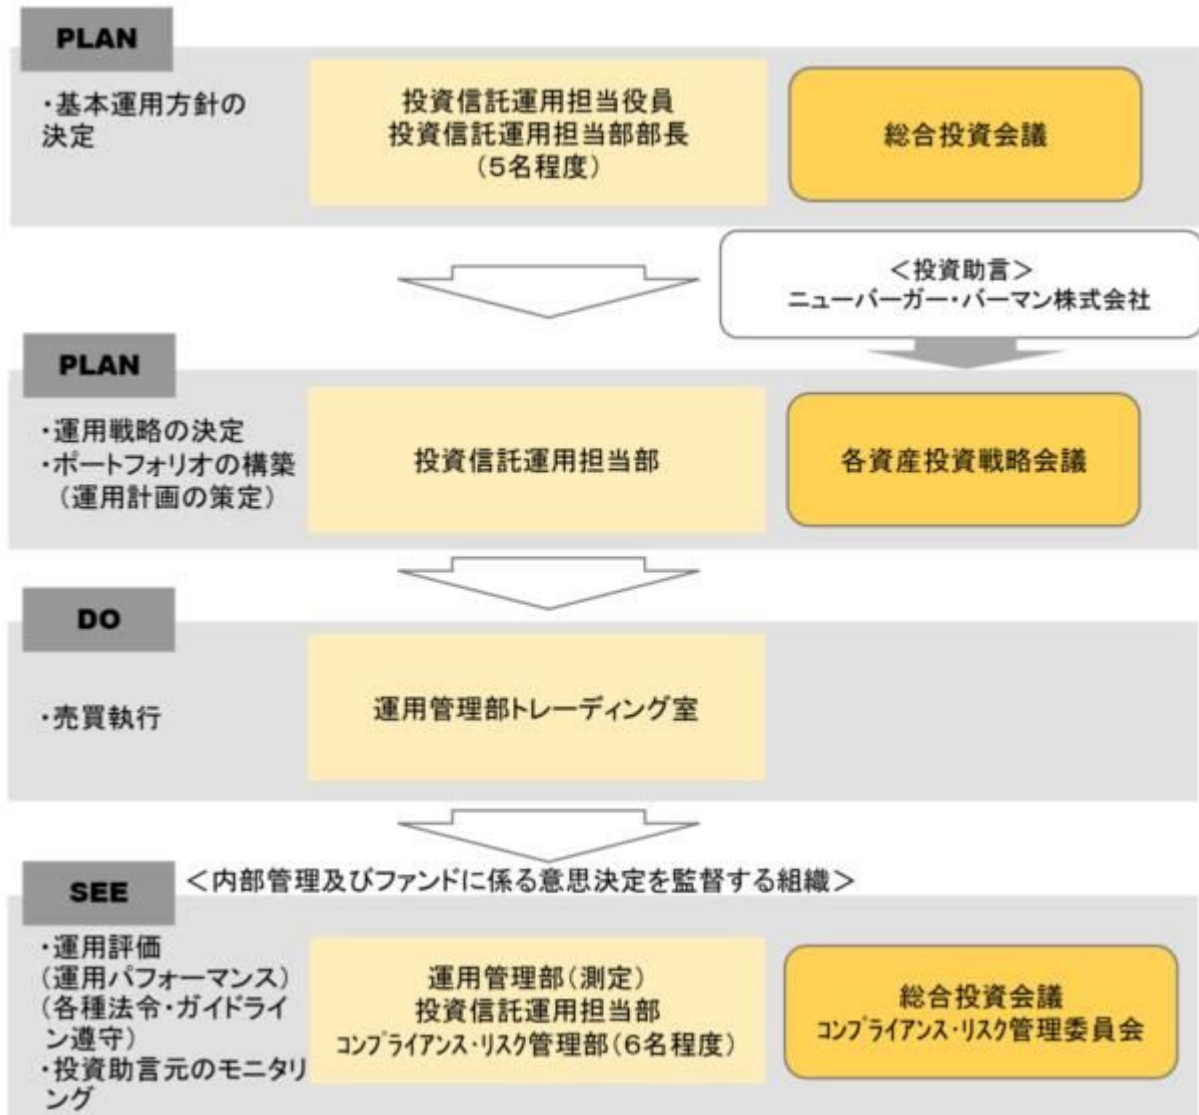 PLAN
・基本運用方針の
決定
投資信託運用担当役員
投資信託運用担当部部長
(5名程度)
総合投資会議
＜投資助言＞
ニューバーガー・バーマン株式会社
PLAN
・運用戦略の決定
・ポートフォリオの構築
(運用計画の策定)
投資信託運用担当部
各資産投資戦略会議
DO
・売買執行
運用管理部トレーディング室
SEE
＜内部管理及びファンドに係る意思決定を監督する組織＞
・運用評価
(運用パフォーマンス)
(各種法令・ガイドライ
ン遵守)
・投資助言元のモニタリ
ング
運用管理部(測定)
投資信託運用担当部
ｺﾝﾌﾟﾗｲｱﾝｽ・ﾘｽｸ管理部(6名程度)
総合投資会議
ｺﾝﾌﾟﾗｲｱﾝｽ・ﾘｽｸ管理委員会